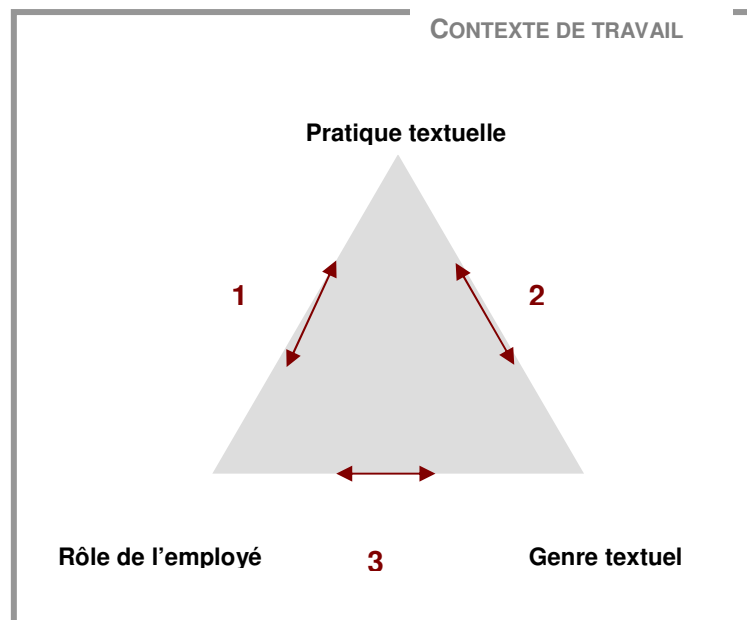 CONTEXTE DE TRAVAIL
Pratique textuelle
1
2
Rôle de l'employé
3
Genre textuel